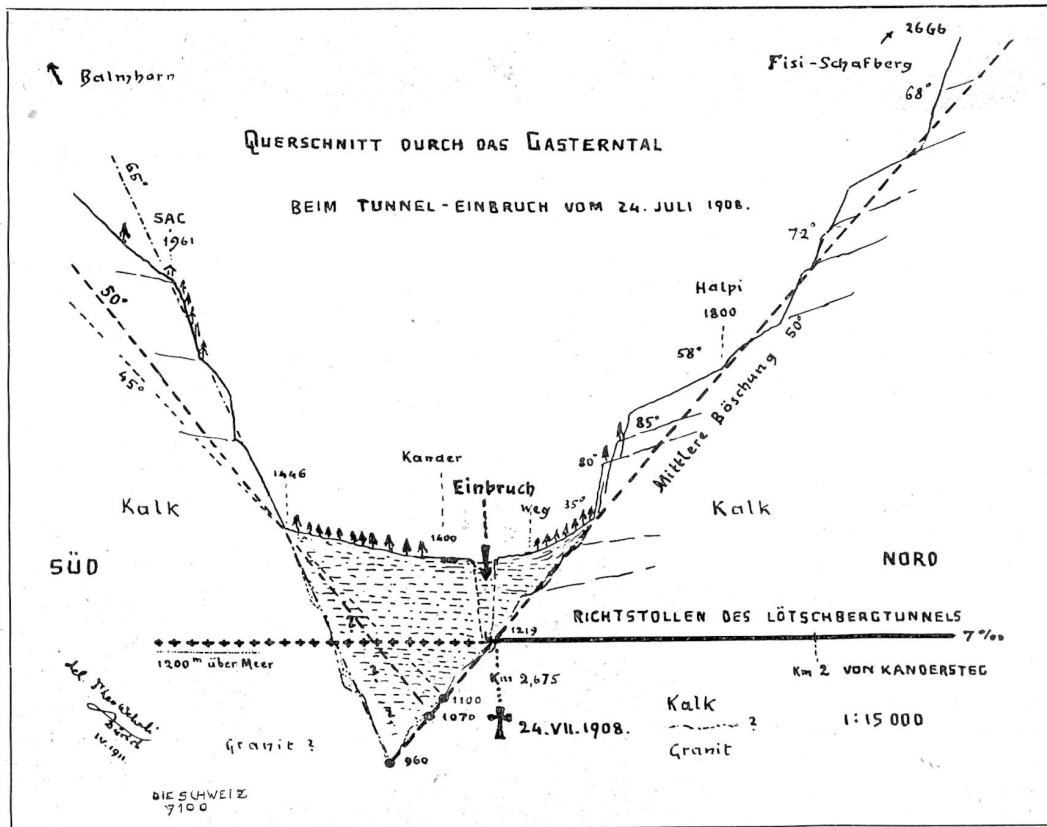 Balmhorn
2666
Fisi-Schafberg
68°
QUERSCHNITT DURCH DAS GASTERNTAL
BEIM TUNNEL-EINBRUCH VOM 24. JULI 1908.
65°
SAC
1961
72°
50°
45°
Halpi
1800
50°
58°
Mittlere Böschung
85°
80°
35°
1446
Kander
1400
Einbruch
Weg
Kalk
Kalk
SÜD
NORD
RICHTSTOLLEN DES LÖTSCHBERGTUNNELS
7‰
1219
1200m über Meer
Km 2,675
Km 2 VON KANDERSTEG
?
?
?
1100
1070
960
24.VII.1908.
Kalk
?
Granit
1:15000
Granit ?
IV.1911
DIE SCHWEIZ
7100